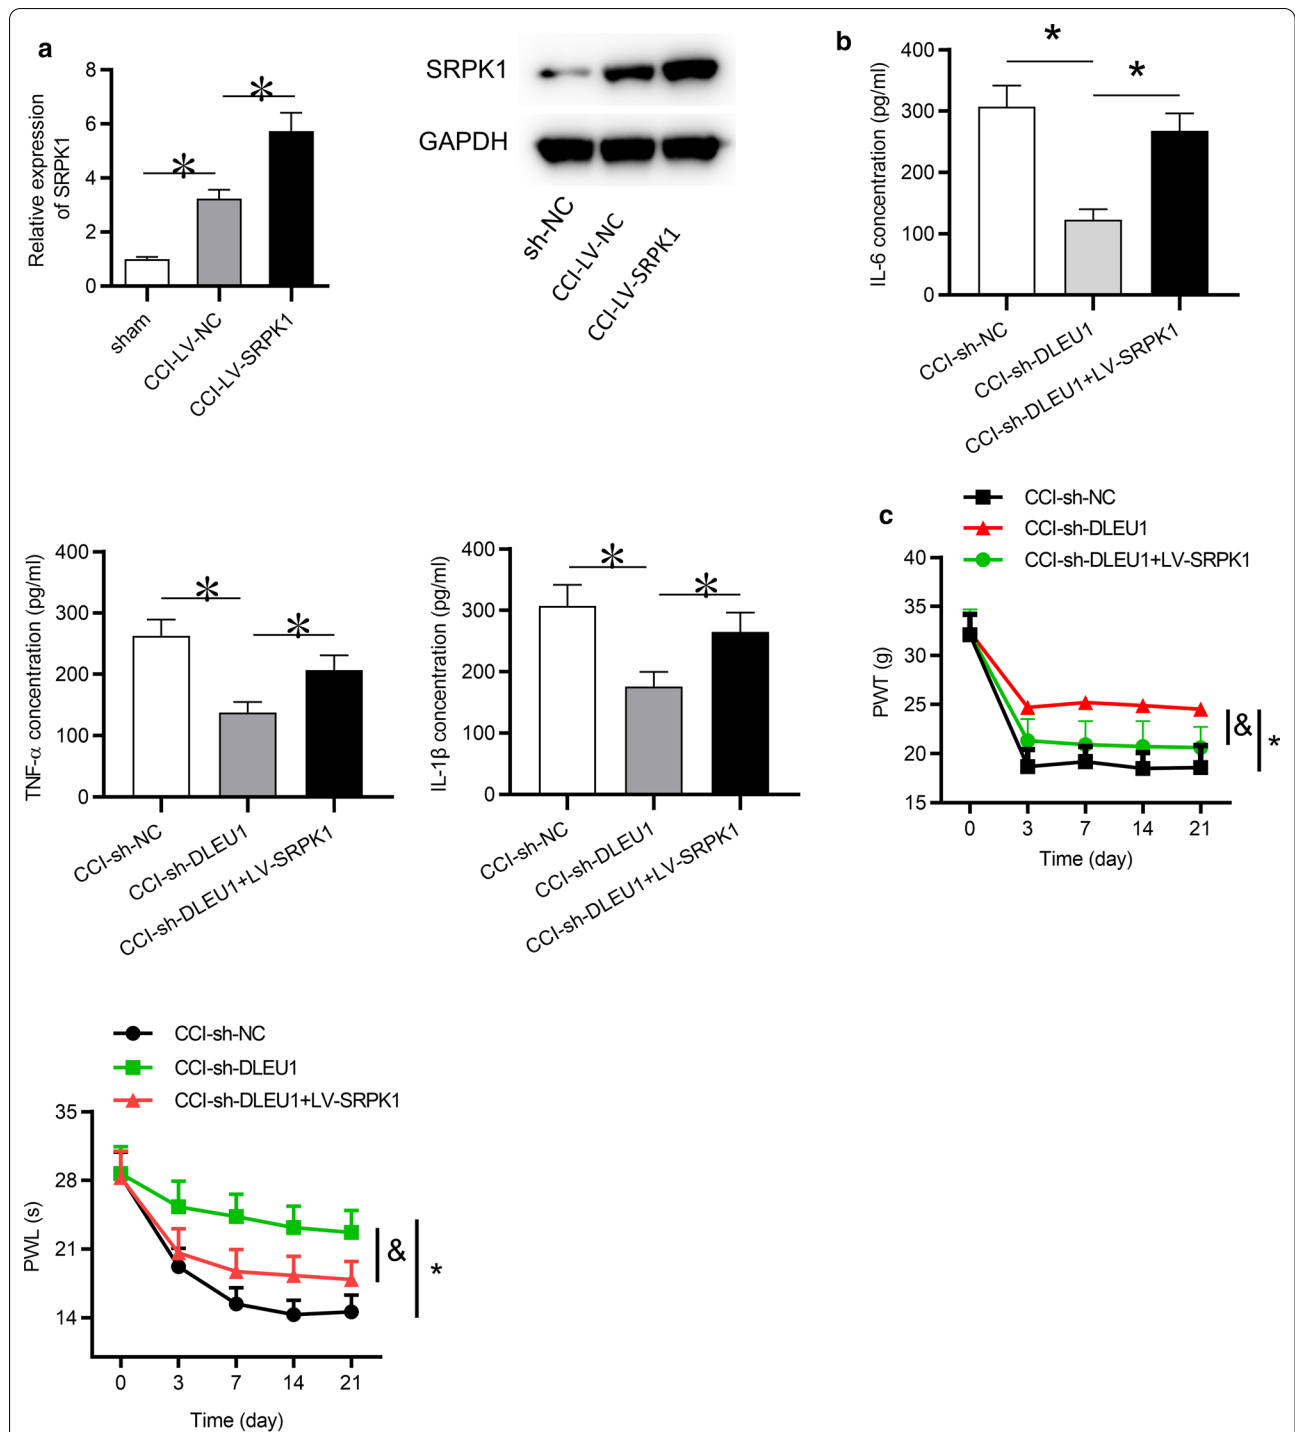 a
Relative expression
of SRPK1
8
6
4
2
0
*
*
sham
CCI-LV-NC
CCI-LV-SRPK1
SRPK1
GAPDH
sh-NC
CCI-LV-NC
CCI-LV-SRPK1
b
IL-6 concentration (pg/ml)
400
300
200
100
0
*
*
CCI-sh-NC
CCI-sh-DLEU1
CCI-sh-DLEU1+LV-SRPK1
TNF-α concentration (pg/ml)
400
300
200
100
0
*
*
CCI-sh-NC
CCI-sh-DLEU1
CCI-sh-DLEU1+LV-SRPK1
IL-1β concentration (pg/ml)
400
300
200
100
0
*
*
CCI-sh-NC
CCI-sh-DLEU1
CCI-sh-DLEU1+LV-SRPK1
c
CCI-sh-NC
CCI-sh-DLEU1
CCI-sh-DLEU1+LV-SRPK1
PWT (g)
40
35
30
25
20
15
&
*
0 3 7 14 21
Time (day)
CCI-sh-NC
CCI-sh-DLEU1
CCI-sh-DLEU1+LV-SRPK1
PWL (s)
35
28
21
14
&
*
0 3 7 14 21
Time (day)